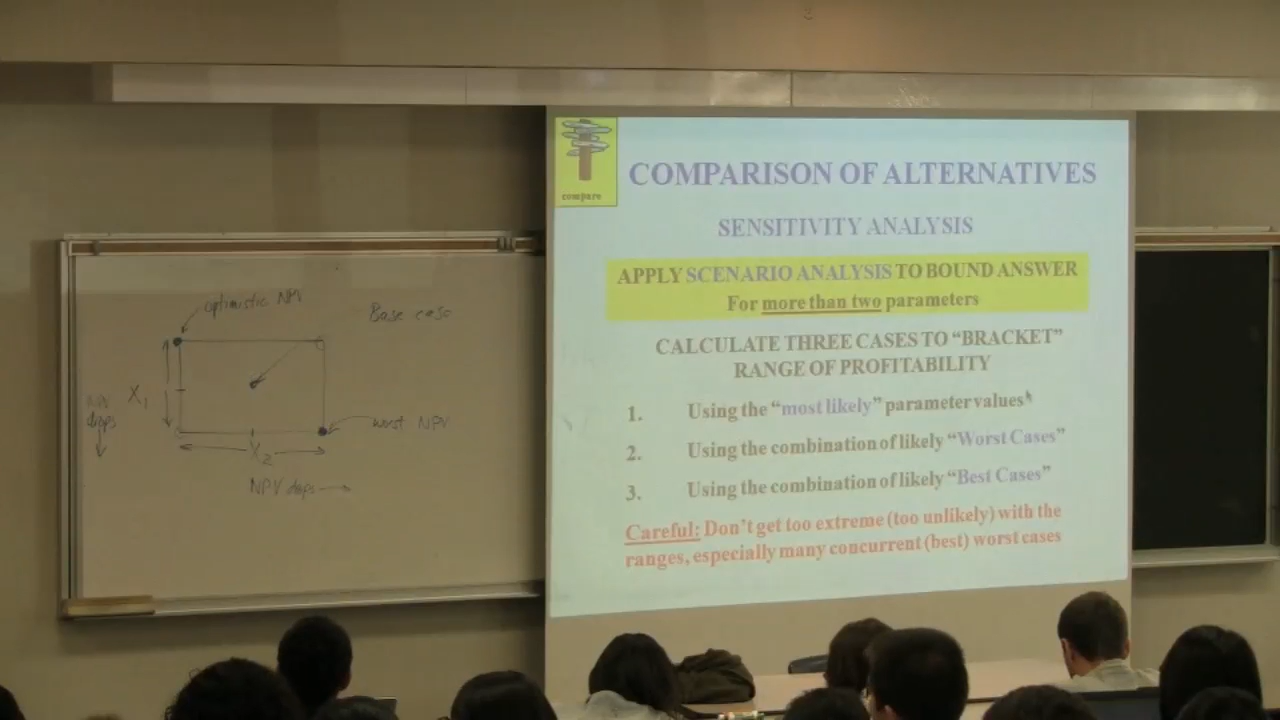 optimistic NPV
Base case
X1
NPV
drops
X2
worst NPV
NPV drops
compare
COMPARISON OF ALTERNATIVES
SENSITIVITY ANALYSIS
APPLY SCENARIO ANALYSIS TO BOUND ANSWER
For more than two parameters
CALCULATE THREE CASES TO “BRACKET”
RANGE OF PROFITABILITY
1. Using the “most likely” parameter values
2. Using the combination of likely “Worst Cases”
3. Using the combination of likely “Best Cases”
Careful: Don’t get too extreme (too unlikely) with the
ranges, especially many concurrent (best) worst cases